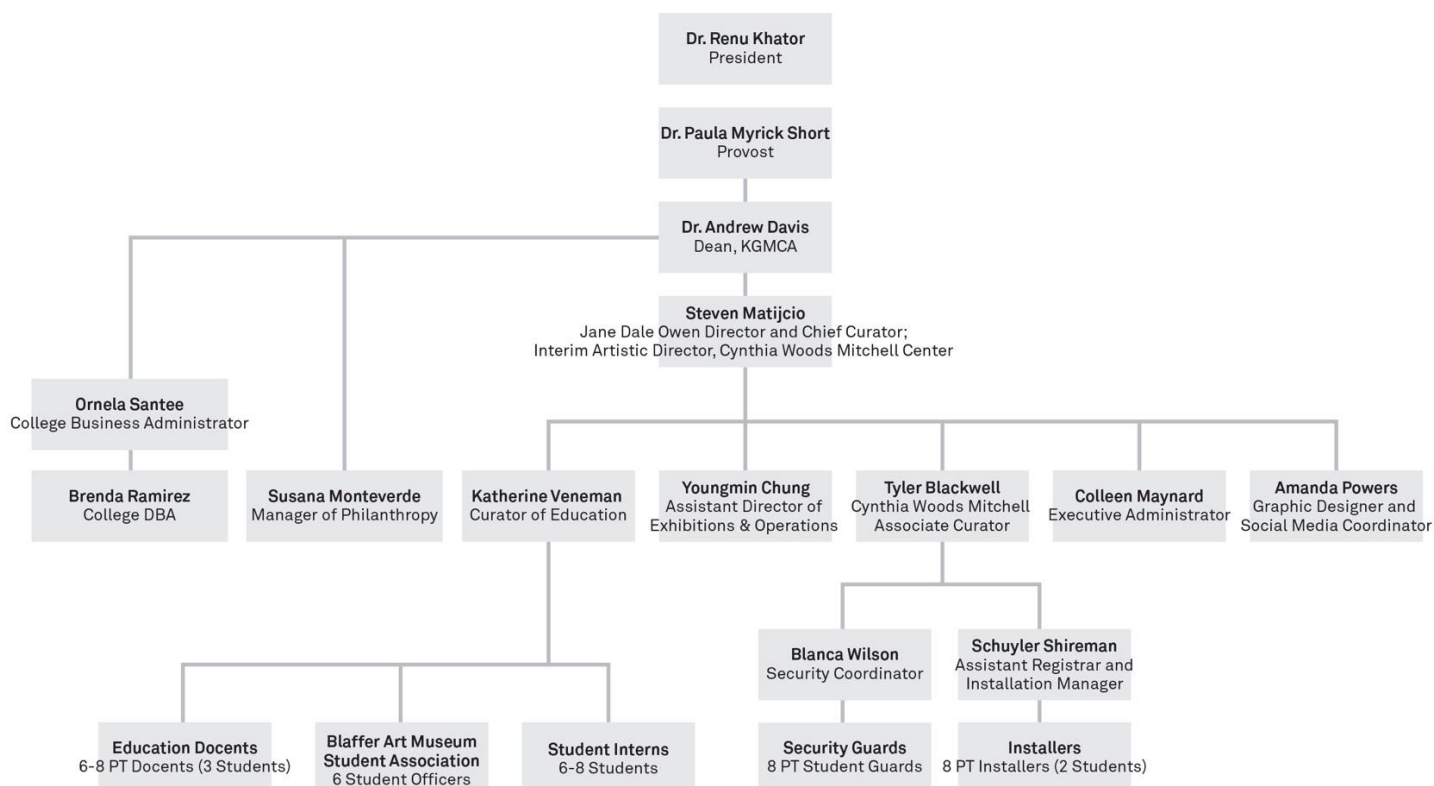 Dr. Renu Khator
President
Dr. Paula Myrick Short
Provost
Dr. Andrew Davis
Dean, KGMCA
Steven Matijcio
Jane Dale Owen Director and Chief Curator;
Interim Artistic Director, Cynthia Woods Mitchell Center
Ornela Santee
College Business Administrator
Brenda Ramirez
College DBA
Susana Monteverde
Manager of Philanthropy
Katherine Veneman
Curator of Education
Youngmin Chung
Assistant Director of
Exhibitions & Operations
Tyler Blackwell
Cynthia Woods Mitchell
Associate Curator
Colleen Maynard
Executive Administrator
Amanda Powers
Graphic Designer and
Social Media Coordinator
Blanca Wilson
Security Coordinator
Schuyler Shireman
Assistant Registrar and
Installation Manager
Education Docents
6-8 PT Docents (3 Students)
Blaffer Art Museum
Student Association
6 Student Officers
Student Interns
6-8 Students
Security Guards
8 PT Student Guards
Installers
8 PT Installers (2 Students)